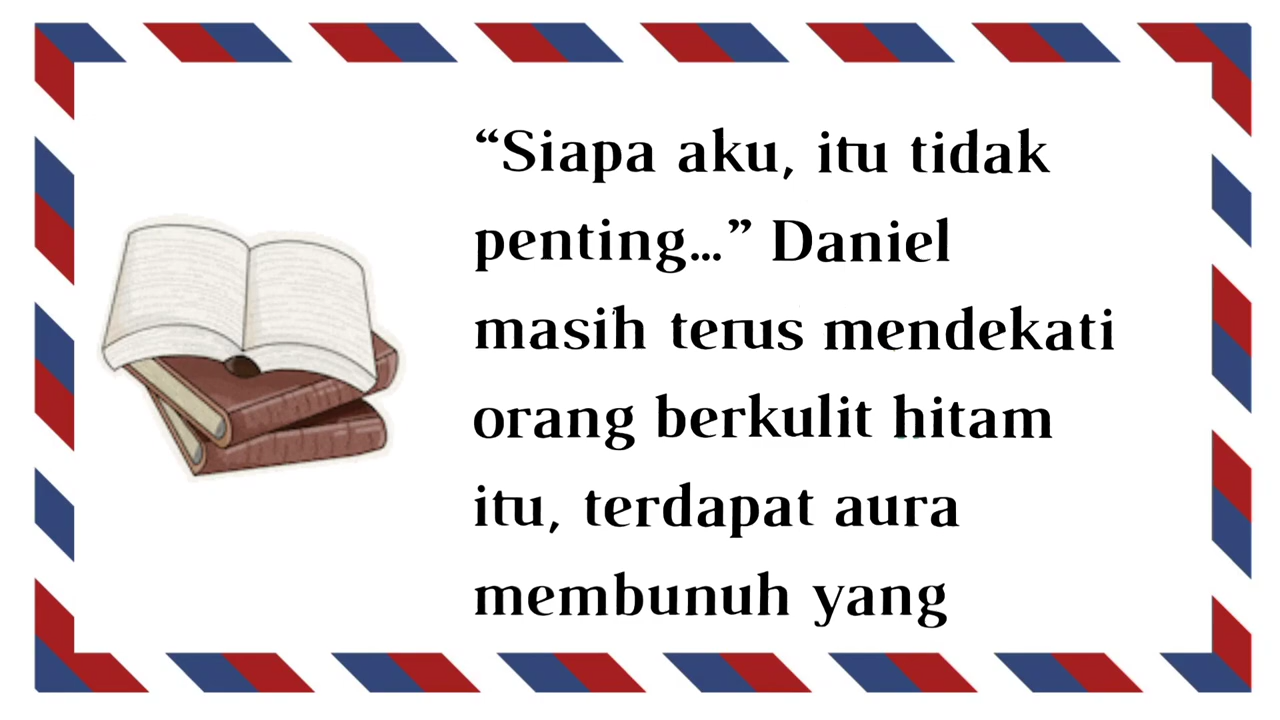 “Siapa aku, itu tidak
penting...” Daniel
masih terus mendekati
orang berkulit hitam
itu, terdapat aura
membunuh yang